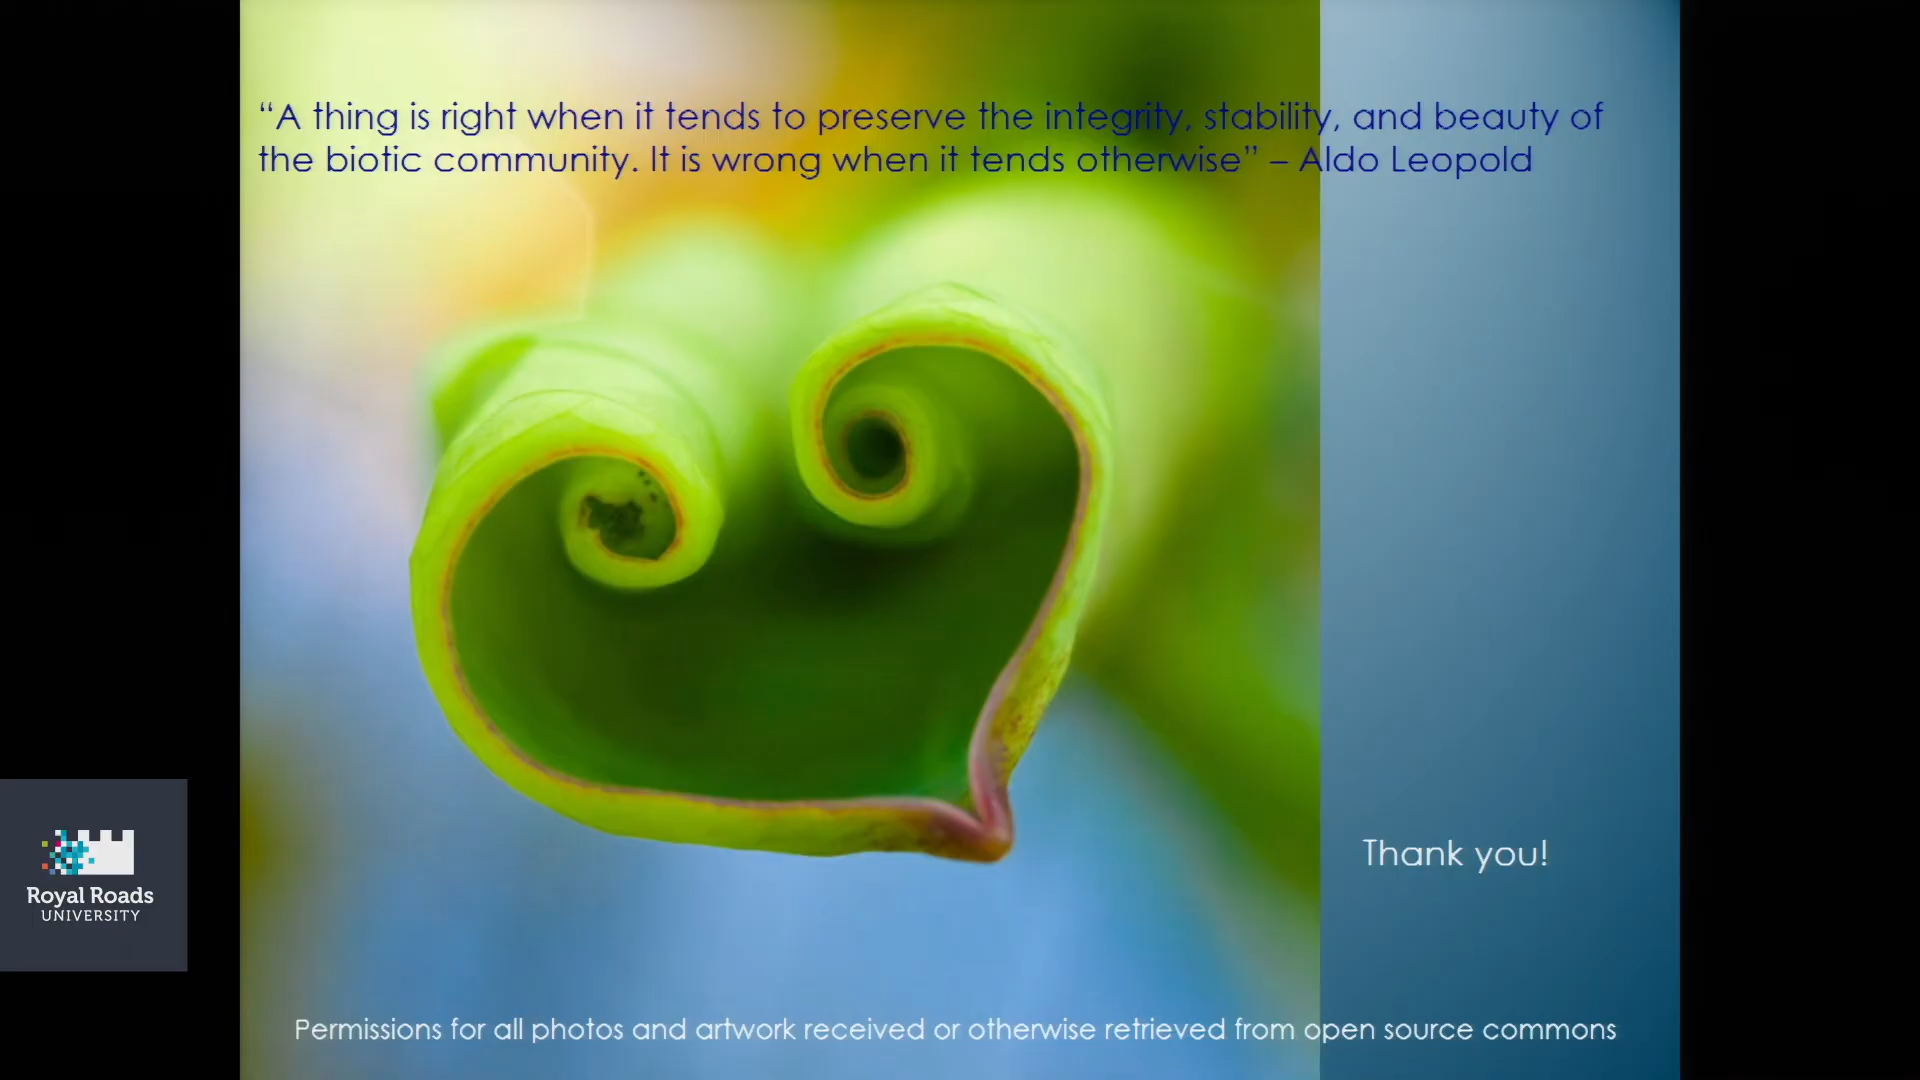 “A thing is right when it tends to preserve the integrity, stability, and beauty of
the biotic community. It is wrong when it tends otherwise” – Aldo Leopold
Thank you!
Royal Roads
UNIVERSITY
Permissions for all photos and artwork received or otherwise retrieved from open source commons